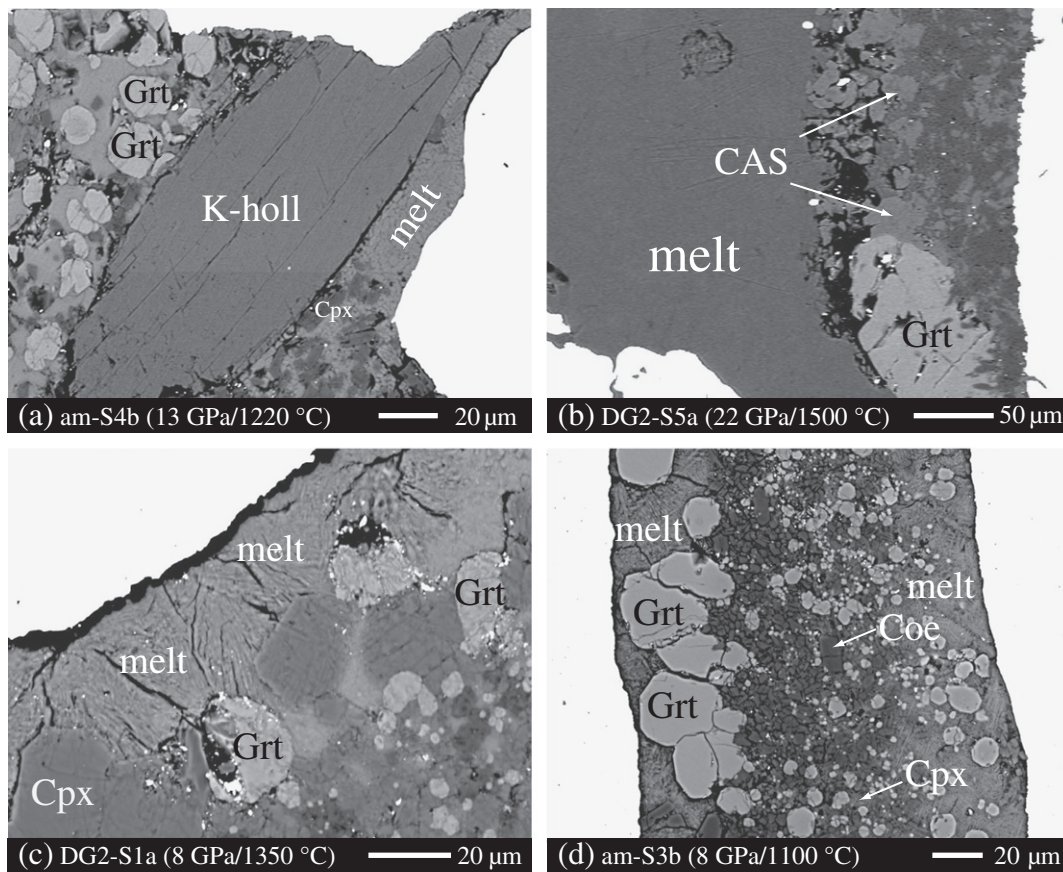 Grt
Grt
K-holl
melt
Cpx
(a) am-S4b (13 GPa/1220 °C) 20 μm
CAS
melt
Grt
(b) DG2-S5a (22 GPa/1500 °C) 50 μm
melt
Grt
melt
Grt
Cpx
(c) DG2-S1a (8 GPa/1350 °C) 20 μm
melt
melt
Grt
Coe
Grt
Cpx
(d) am-S3b (8 GPa/1100 °C) 20 μm